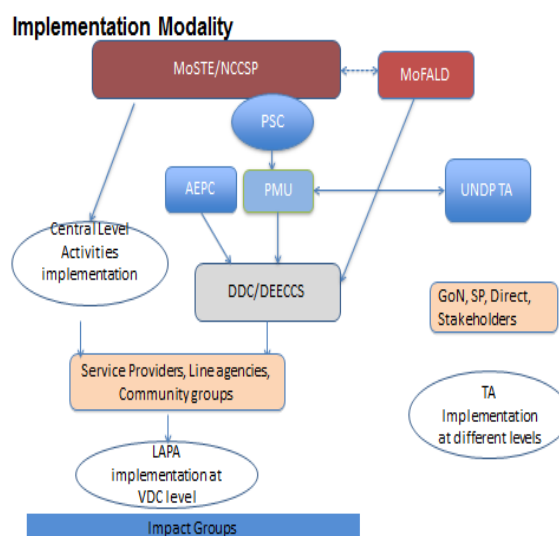 Implementation Modality
MoSTE/NCCSP
MoFALD
PSC
AEPC
PMU
UNDP TA
Central Level
Activities
implementation
DDC/DEECCS
GoN, SP, Direct,
Stakeholders
Service Providers, Line agencies,
Community groups
TA
Implementation
at different levels
LAPA
implementation at
VDC level
Impact Groups